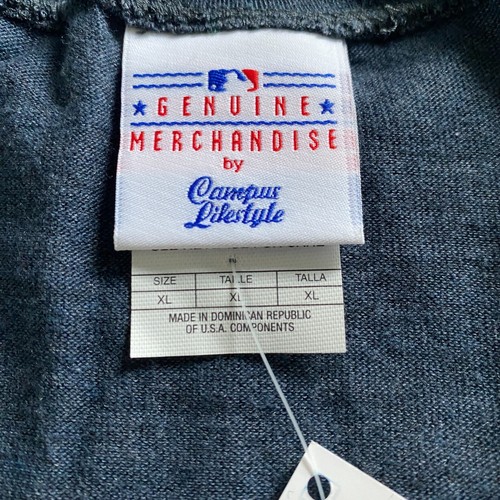 GENUINE
MERCHANDISE
by
Campus
Lifestyle
SIZE TAILLE TALLA
XL XL XL
MADE IN DOMINICAN REPUBLIC
OF U.S.A. COMPONENTS